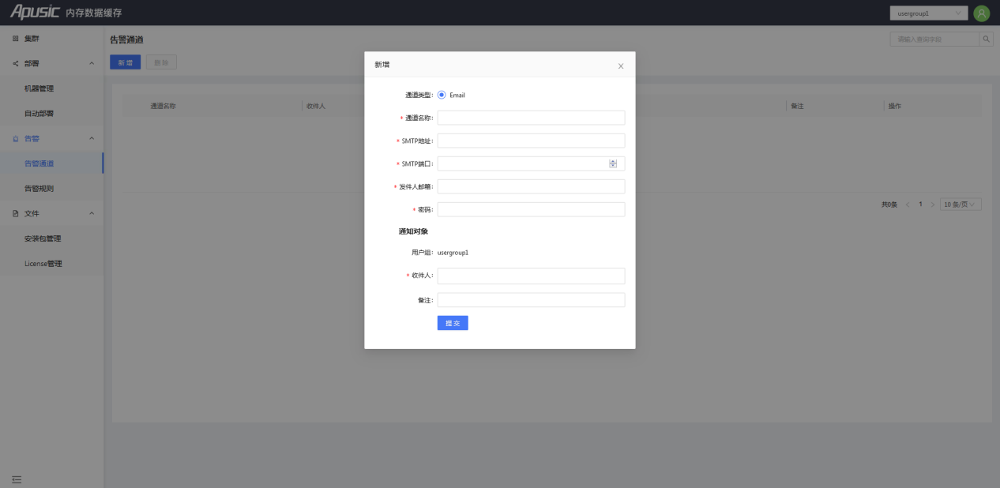 Apusic 内存数据缓存
usergroup1
集群
部署
机器管理
自动部署
告警
告警通道
告警规则
文件
安装包管理
License管理
告警通道
请输入查询字段
新 增
删 除
通道名称
收件人
备注
操作
共0条
1
10 条/页
新增
通道类型: Email
* 通道名称:
* SMTP地址:
* SMTP端口:
* 发件人邮箱:
* 密码:
通知对象
用户组: usergroup1
* 收件人:
备注:
提 交